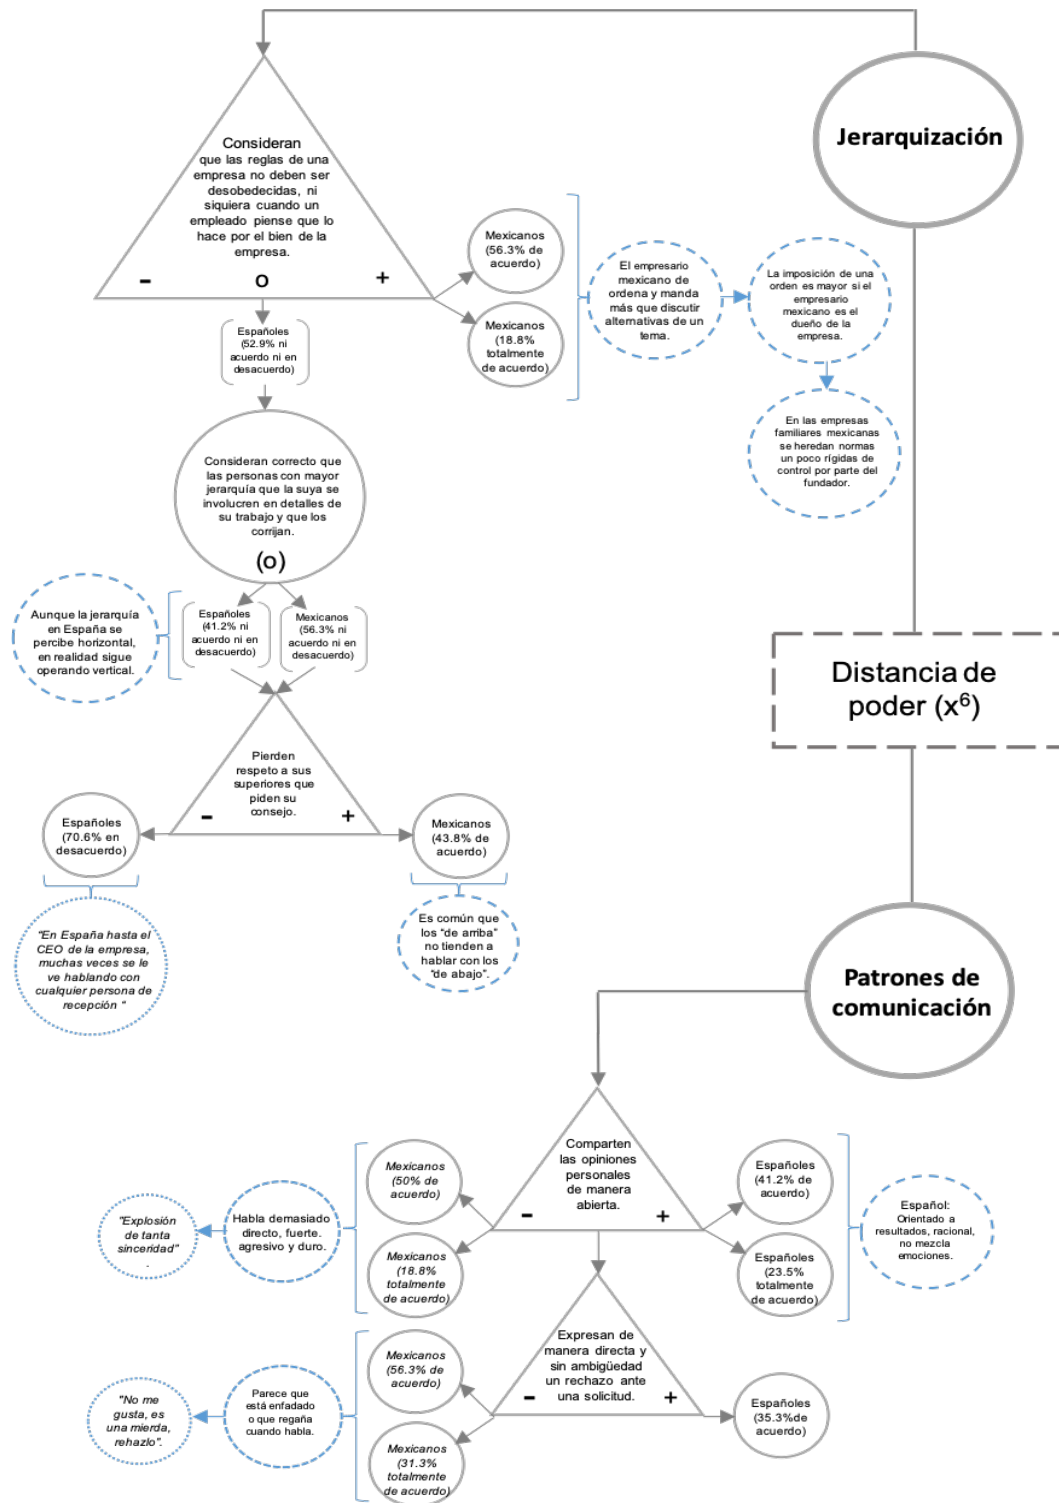 Jerarquización
Consideran
que las reglas de una
empresa no deben ser
desobedecidas, ni
siquiera cuando un
empleado piense que lo
hace por el bien de la
empresa.
- o +
Mexicanos
(56.3% de
acuerdo)
Mexicanos
(18.8%
totalmente
de acuerdo)
El empresario
mexicano de
ordena y manda
más que discutir
alternativas de un
tema.
La imposición de una
orden es mayor si el
empresario
mexicano es el
dueño de la
empresa.
En las empresas
familiares mexicanas
se heredan normas
un poco rígidas de
control por parte del
fundador.
Españoles
(52.9% ni
acuerdo ni en
desacuerdo)
Consideran correcto que
las personas con mayor
jerarquía que la suya se
involucren en detalles de
su trabajo y que los
corrijan.
(o)
Aunque la jerarquía
en España se
percibe horizontal,
en realidad sigue
operando vertical.
Españoles
(41.2% ni
acuerdo ni en
desacuerdo)
Mexicanos
(56.3% ni
acuerdo ni en
desacuerdo)
Distancia de
poder (x⁶)
Pierden
respeto a sus
superiores que
piden su
consejo.
- +
Españoles
(70.6% en
desacuerdo)
Mexicanos
(43.8% de
acuerdo)
"En España hasta el
CEO de la empresa,
muchas veces se le
ve hablando con
cualquier persona de
recepción "
Es común que
los "de arriba"
no tienden a
hablar con los
"de abajo".
Patrones de
comunicación
Comparten
las opiniones
personales
de manera
abierta.
- +
Mexicanos
(50% de
acuerdo)
Mexicanos
(18.8%
totalmente
de acuerdo)
Habla demasiado
directo, fuerte.
agresivo y duro.
"Explosión
de tanta
sinceridad"
.
Españoles
(41.2% de
acuerdo)
Españoles
(23.5%
totalmente
de acuerdo)
Español:
Orientado a
resultados, racional,
no mezcla
emociones.
Expresan de
manera directa y
sin ambigüedad
un rechazo ante
una solicitud.
- +
Mexicanos
(56.3% de
acuerdo)
Mexicanos
(31.3%
totalmente
de acuerdo)
Parece que
está enfadado
o que regaña
cuando habla.
"No me
gusta, es
una mierda,
rehazlo".
Españoles
(35.3%de
acuerdo)